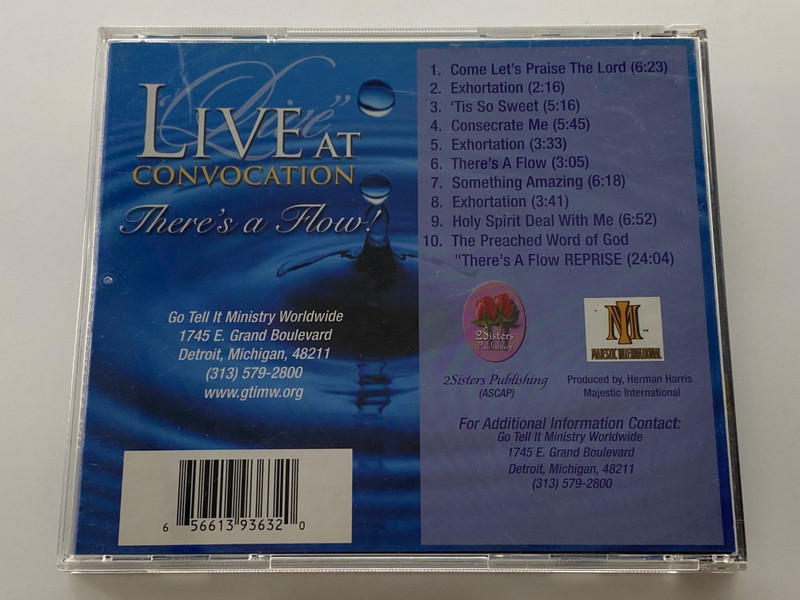 "Live"
LIVE AT
CONVOCATION
There's a Flow!
Go Tell It Ministry Worldwide
1745 E. Grand Boulevard
Detroit, Michigan, 48211
(313) 579-2800
www.gtimw.org
6 56613 93632 0
1. Come Let's Praise The Lord (6:23)
2. Exhortation (2:16)
3. 'Tis So Sweet (5:16)
4. Consecrate Me (5:45)
5. Exhortation (3:33)
6. There's A Flow (3:05)
7. Something Amazing (6:18)
8. Exhortation (3:41)
9. Holy Spirit Deal With Me (6:52)
10. The Preached Word of God
"There's A Flow REPRISE (24:04)
2Sisters
Publishing
2Sisters Publishing
(ASCAP)
MI
TM
MAJESTIC INTERNATIONAL
Produced by, Herman Harris
Majestic International
For Additional Information Contact:
Go Tell It Ministry Worldwide
1745 E. Grand Boulevard
Detroit, Michigan, 48211
(313) 579-2800